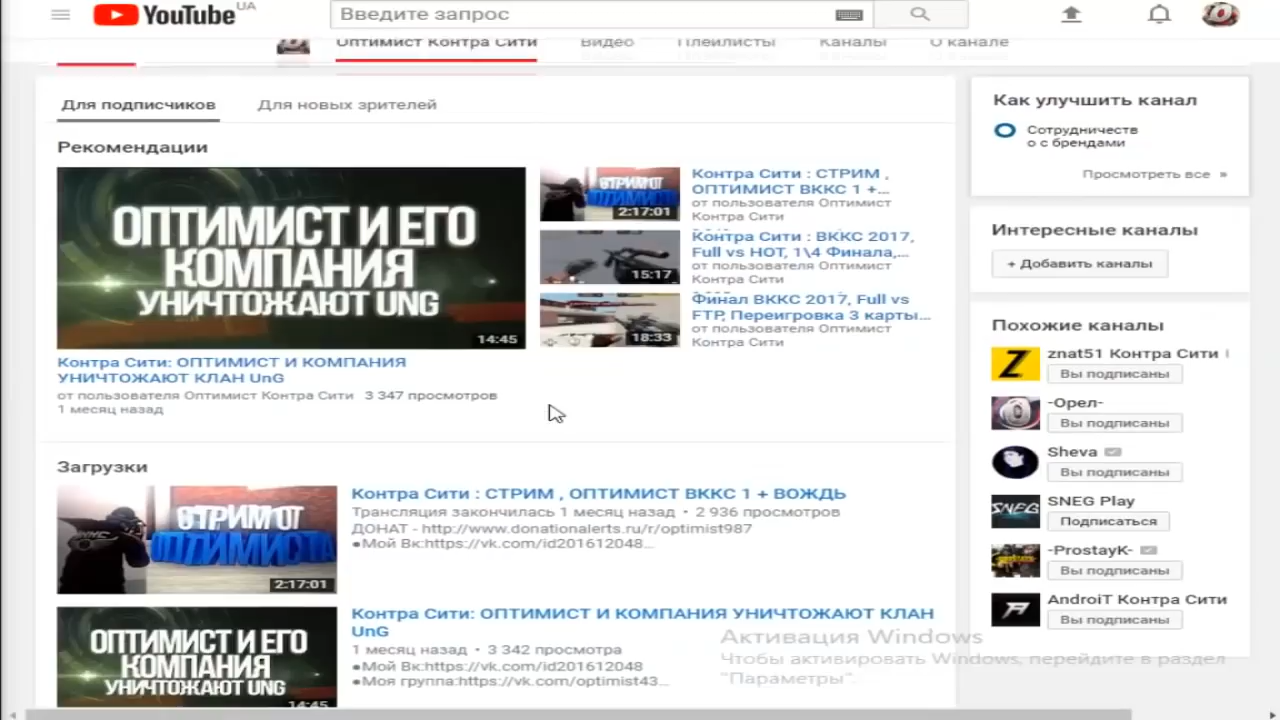 YouTube UA
Введите запрос
Оптимист Контра Сити
Видео
Плейлисты
Каналы
О канале
Для подписчиков
Для новых зрителей
Рекомендации
ОПТИМИСТ И ЕГО
КОМПАНИЯ
УНИЧТОЖАЮТ UNG
14:45
Контра Сити: ОПТИМИСТ И КОМПАНИЯ
УНИЧТОЖАЮТ КЛАН UnG
от пользователя Оптимист Контра Сити 3 347 просмотров
1 месяц назад
СТРИМ ОТ
ОПТИМИСТА
2:17:01
Контра Сити : СТРИМ ,
ОПТИМИСТ ВККС 1 +...
от пользователя Оптимист
Контра Сити
15:17
Контра Сити : ВККС 2017,
Full vs HOT, 1\4 Финала,...
от пользователя Оптимист
Контра Сити
18:33
Финал ВККС 2017, Full vs
FTP, Переигровка 3 карты...
от пользователя Оптимист
Контра Сити
Загрузки
СТРИМ ОТ
ОПТИМИСТА
2:17:01
Контра Сити : СТРИМ , ОПТИМИСТ ВККС 1 + ВОЖДЬ
Трансляция закончилась 1 месяц назад • 2 936 просмотров
ДОНАТ - http://www.donationalerts.ru/r/optimist987
●Мой Вк:https://vk.com/id201612048...
ОПТИМИСТ И ЕГО
КОМПАНИЯ
УНИЧТОЖАЮТ UNG
14:45
Контра Сити: ОПТИМИСТ И КОМПАНИЯ УНИЧТОЖАЮТ КЛАН
UnG
1 месяц назад • 3 342 просмотра
●Мой Вк:https://vk.com/id201612048
●Моя группа:https://vk.com/optimist43...
Как улучшить канал
Сотрудничеств
о с брендами
Просмотреть все »
Интересные каналы
+ Добавить каналы
Похожие каналы
znat51 Контра Сити
Вы подписаны
-Орел-
Вы подписаны
Sheva
Вы подписаны
SNEG
SNEG Play
Подписаться
-ProstayK-
Вы подписаны
AndroiT Контра Сити
Вы подписаны
Активация Windows
Чтобы активировать Windows, перейдите в раздел
"Параметры".